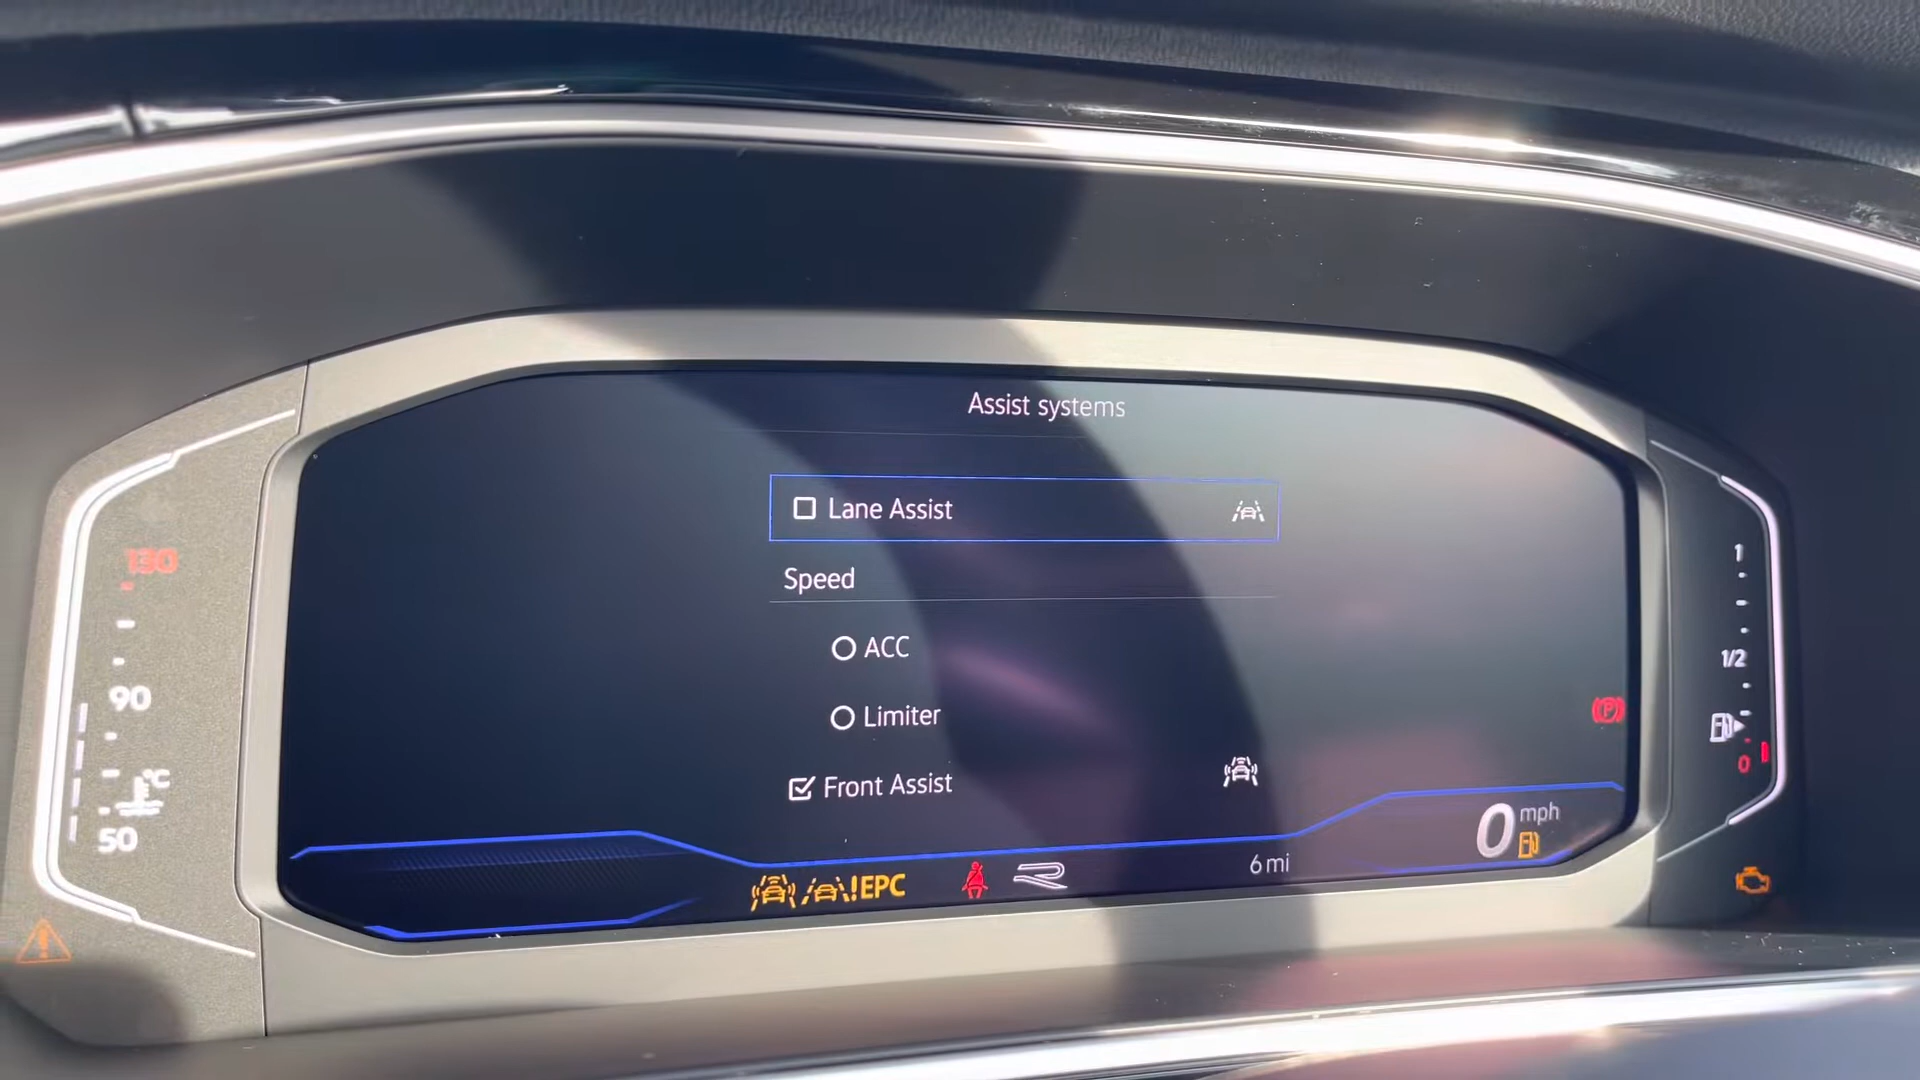 Assist systems
Lane Assist
Speed
ACC
Limiter
Front Assist
130
90
°C
50
1
1/2
0
(P)
0 mph
6 mi
EPC